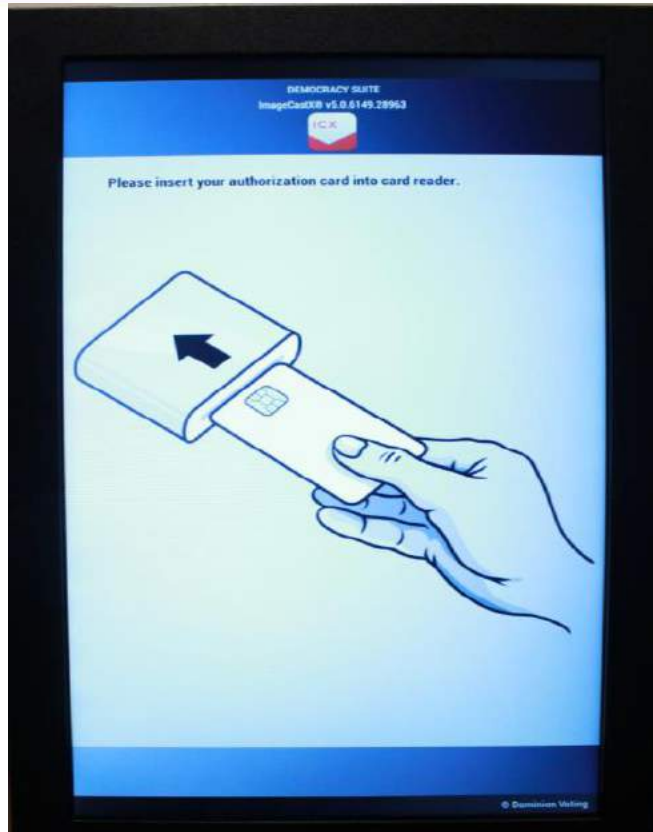 DEMOCRACY SUITE
ImageCastX® v5.0.6149.28963
ICX
Please insert your authorization card into card reader.
© Dominion Voting